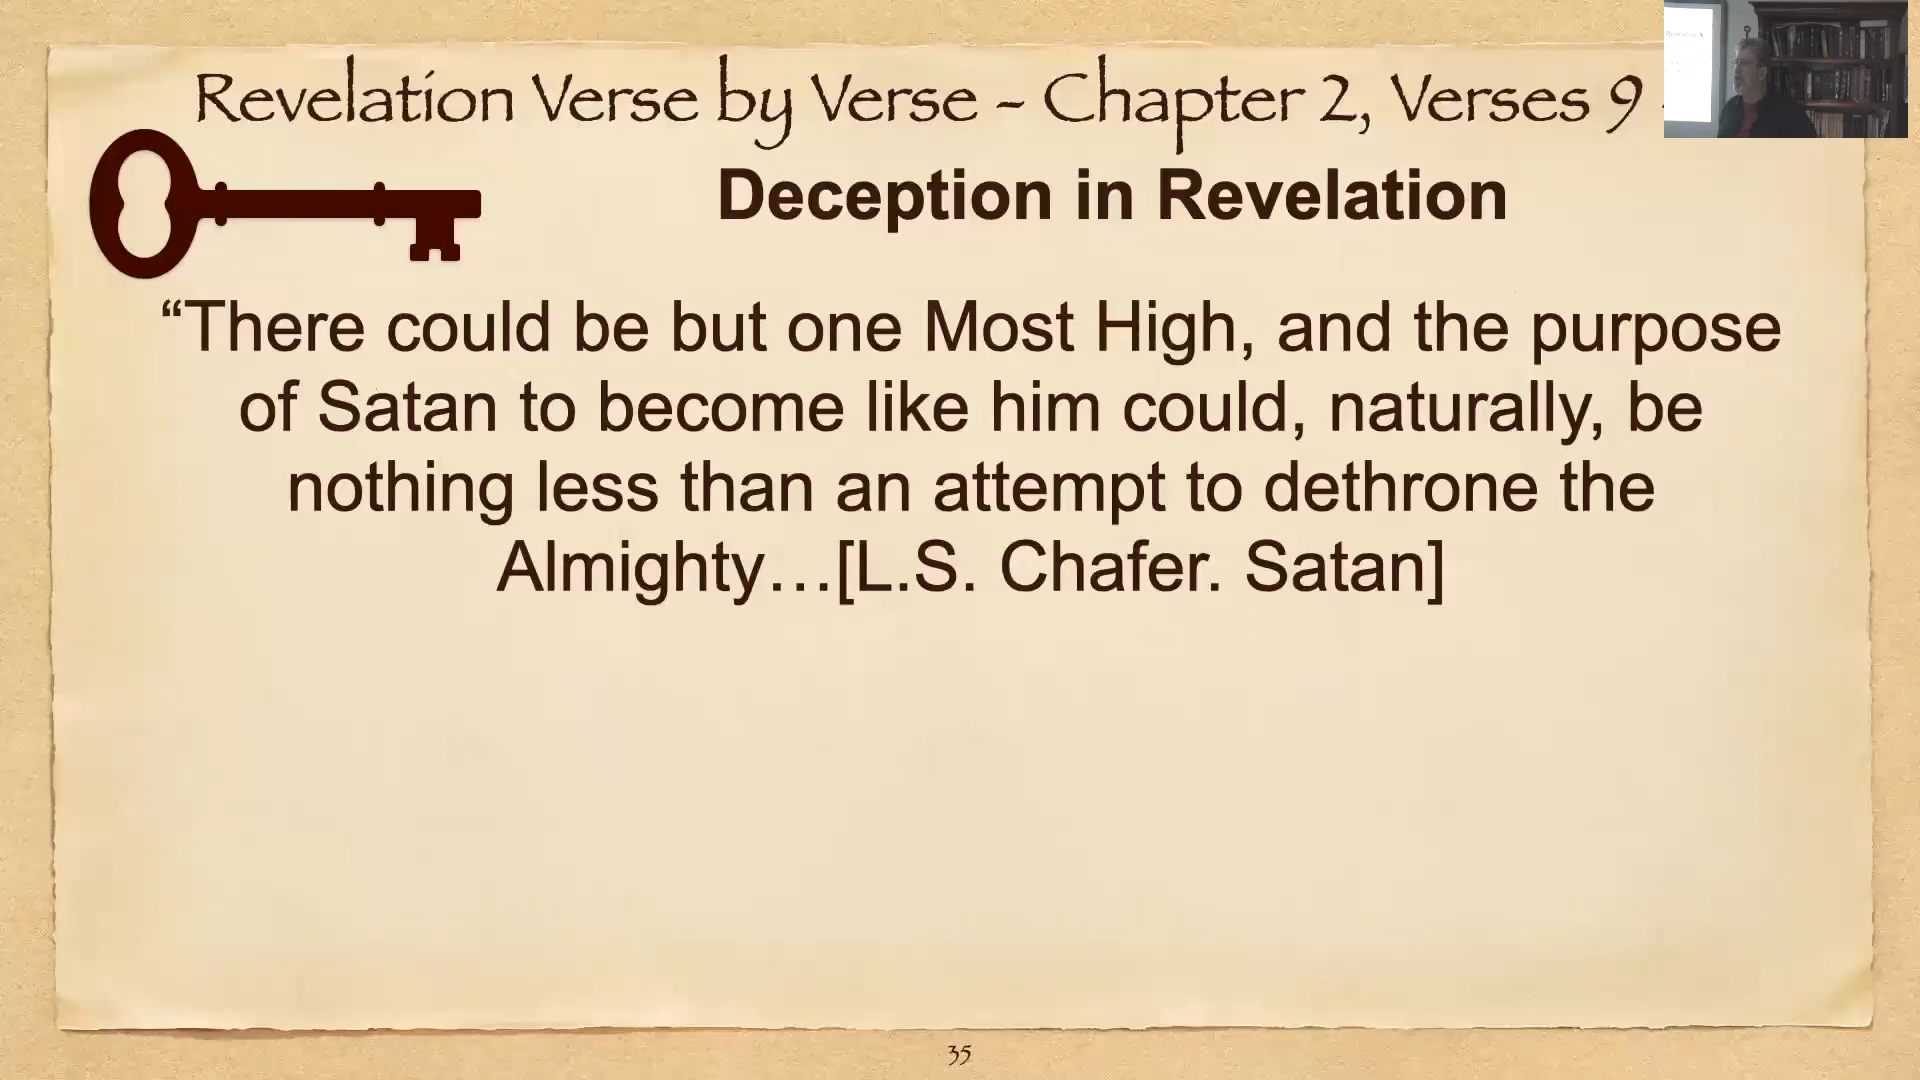 Revelation Verse by Verse ~ Chapter 2, Verses 9
Deception in Revelation
“There could be but one Most High, and the purpose
of Satan to become like him could, naturally, be
nothing less than an attempt to dethrone the
Almighty…[L.S. Chafer. Satan]
35